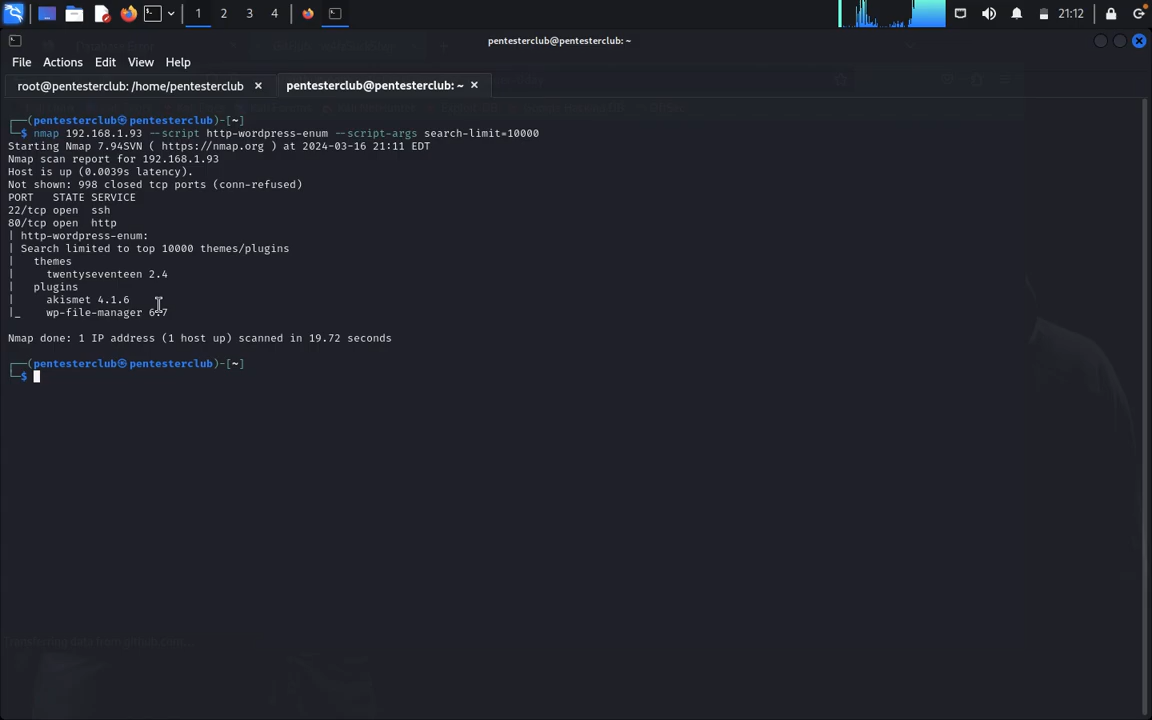 1 2 3 4 21:12
pentesterclub@pentesterclub: ~
File Actions Edit View Help
root@pentesterclub: /home/pentesterclub × pentesterclub@pentesterclub: ~ ×
┌──(pentesterclub㉿pentesterclub)-[~]
└─$ nmap 192.168.1.93 --script http-wordpress-enum --script-args search-limit=10000
Starting Nmap 7.94SVN ( https://nmap.org ) at 2024-03-16 21:11 EDT
Nmap scan report for 192.168.1.93
Host is up (0.0039s latency).
Not shown: 998 closed tcp ports (conn-refused)
PORT   STATE SERVICE
22/tcp open  ssh
80/tcp open  http
| http-wordpress-enum:
| Search limited to top 10000 themes/plugins
|   themes
|     twentyseventeen 2.4
|   plugins
|     akismet 4.1.6
|_    wp-file-manager 6.7
Nmap done: 1 IP address (1 host up) scanned in 19.72 seconds
┌──(pentesterclub㉿pentesterclub)-[~]
└─$